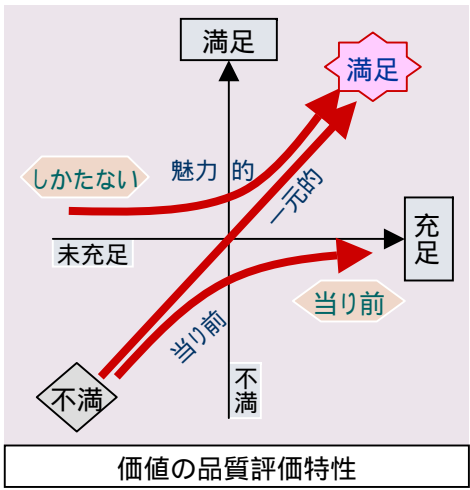 満足
満足
しかたない
魅力 的
一元的
未充足
充足
当り前
当り前
不満
不満
価値の品質評価特性